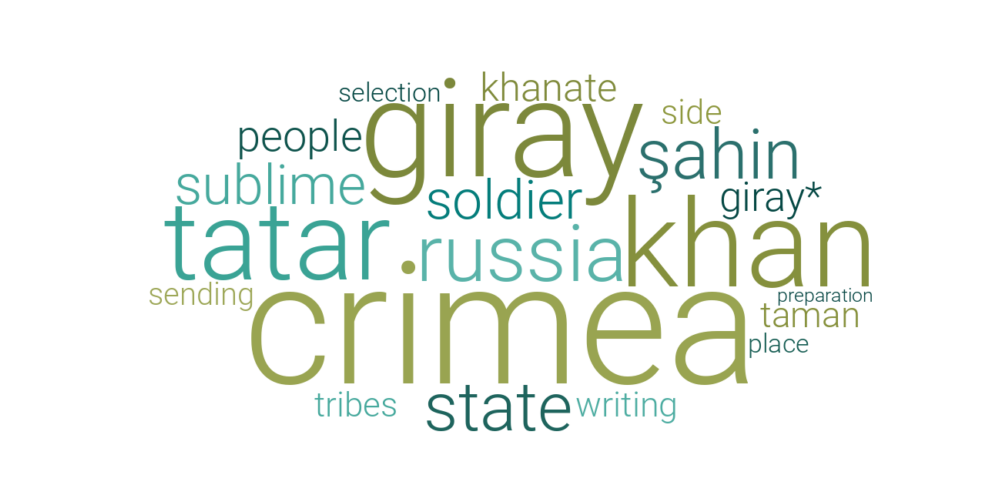 selection
khanate
giray
side
people
şahin
sublime
soldier
giray*
tatar
russia
khan
sending
crimea
preparation
taman
place
tribes
state
writing